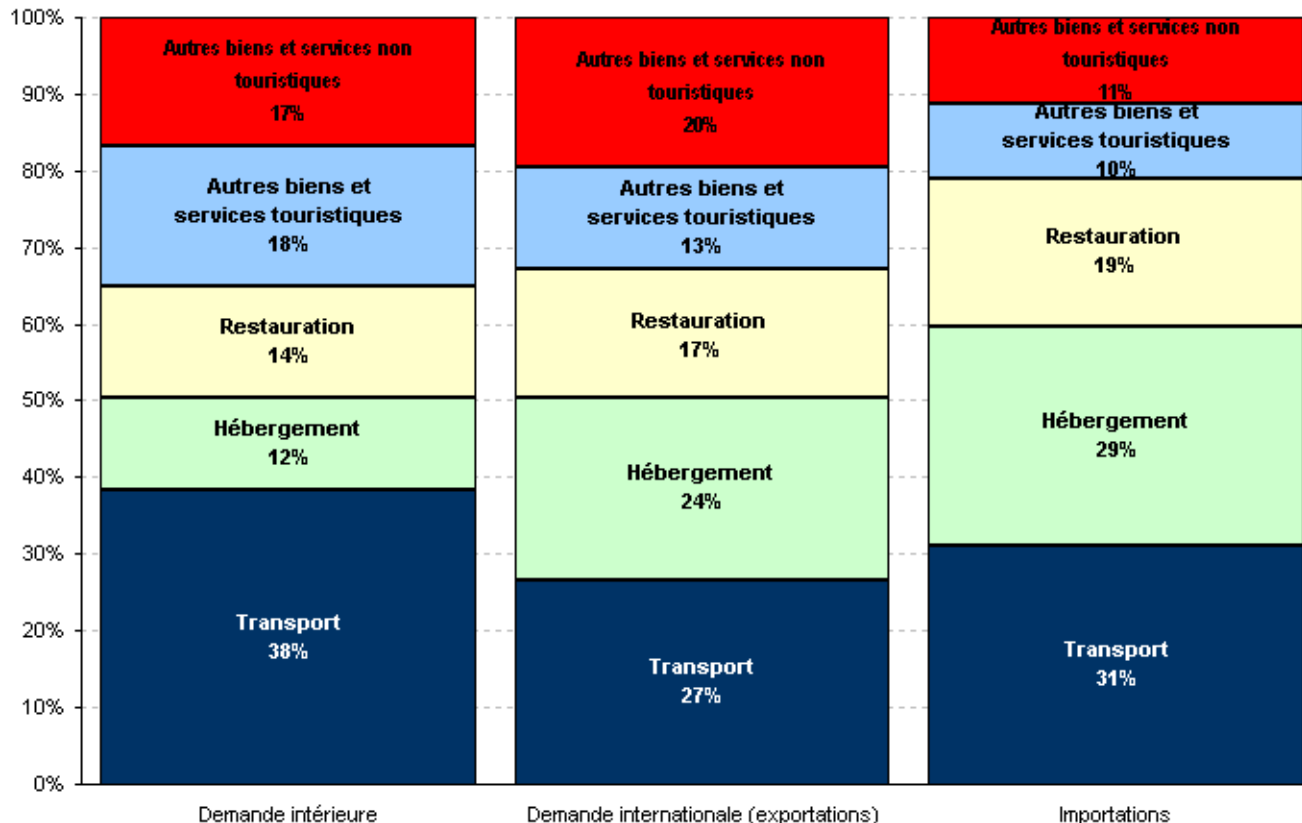 100%
90%
80%
70%
60%
50%
40%
30%
20%
10%
0%
Autres biens et services non
touristiques
17%
Autres biens et
services touristiques
18%
Restauration
14%
Hébergement
12%
Transport
38%
Demande intérieure
Autres biens et services non
touristiques
20%
Autres biens et
services touristiques
13%
Restauration
17%
Hébergement
24%
Transport
27%
Demande internationale (exportations)
Autres biens et services non
touristiques
11%
Autres biens et
services touristiques
10%
Restauration
19%
Hébergement
29%
Transport
31%
Importations